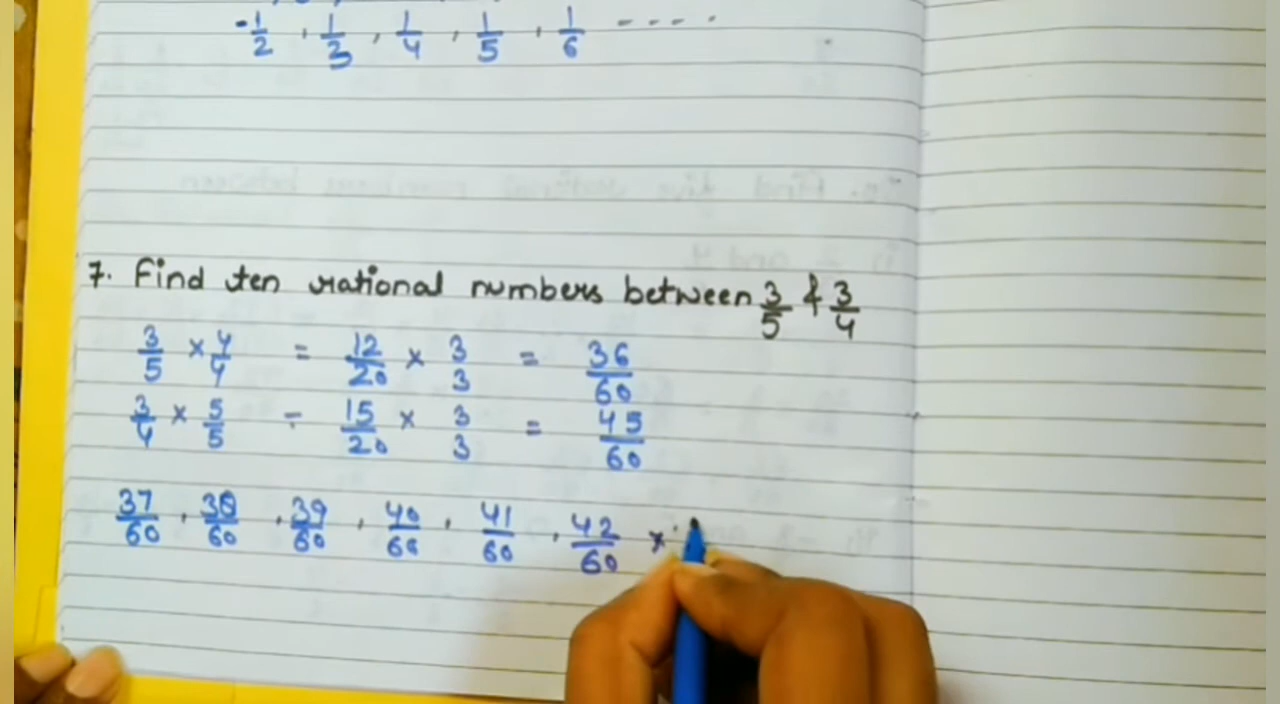 -1/2 , 1/3 , 1/4 , 1/5 , 1/6 ----.
7. Find ten rational numbers between 3/5 & 3/4
3/5 × 4/4 = 12/20 × 3/3 = 36/60
3/4 × 5/5 = 15/20 × 3/3 = 45/60
37/60 , 38/60 , 39/60 , 40/60 , 41/60 , 42/60